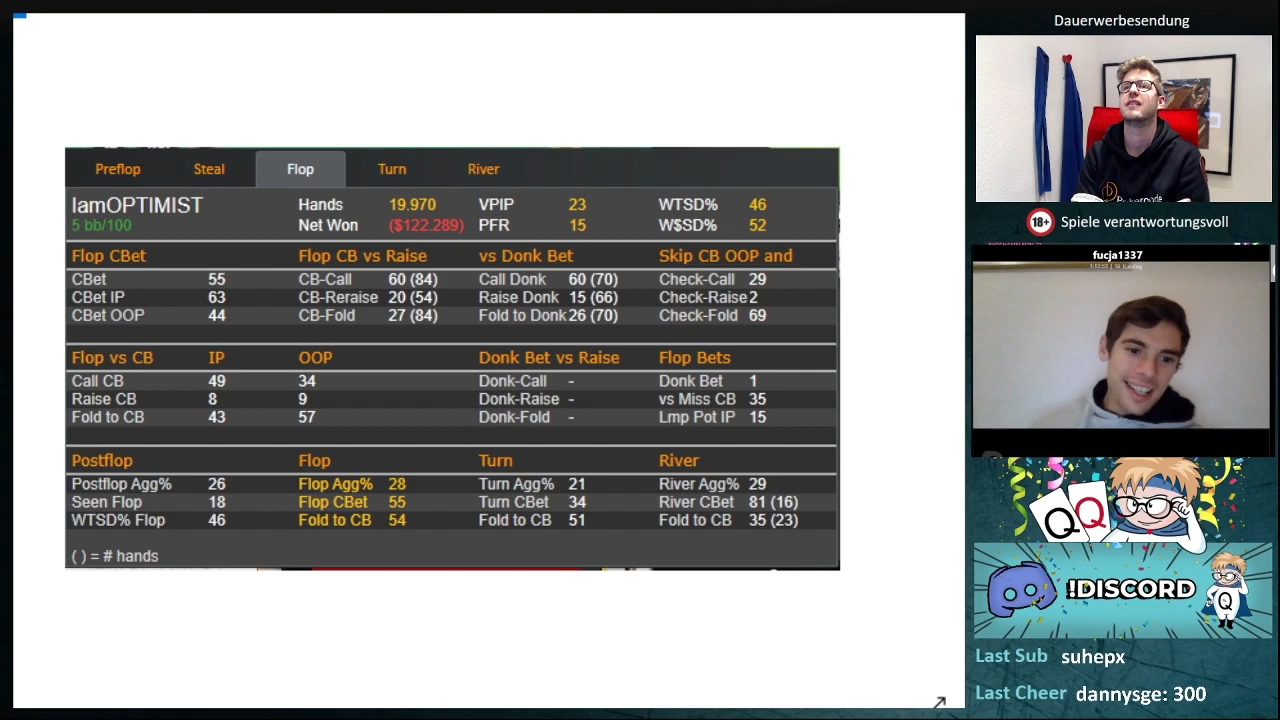 Dauerwerbesendung
Preflop Steal Flop Turn River
IamOPTIMIST Hands 19.970 VPIP 23 WTSD% 46
5 bb/100 Net Won ($122.289) PFR 15 W$SD% 52
Flop CBet Flop CB vs Raise vs Donk Bet Skip CB OOP and
CBet 55 CB-Call 60 (84) Call Donk 60 (70) Check-Call 29
CBet IP 63 CB-Reraise 20 (54) Raise Donk 15 (66) Check-Raise 2
CBet OOP 44 CB-Fold 27 (84) Fold to Donk 26 (70) Check-Fold 69
Flop vs CB IP OOP Donk Bet vs Raise Flop Bets
Call CB 49 34 Donk-Call - Donk Bet 1
Raise CB 8 9 Donk-Raise - vs Miss CB 35
Fold to CB 43 57 Donk-Fold - Lmp Pot IP 15
Postflop Flop Turn River
Postflop Agg% 26 Flop Agg% 28 Turn Agg% 21 River Agg% 29
Seen Flop 18 Flop CBet 55 Turn CBet 34 River CBet 81 (16)
WTSD% Flop 46 Fold to CB 54 Fold to CB 51 Fold to CB 35 (23)
( ) = # hands
18+ Spiele verantwortungsvoll
fucja1337
Q Q
!DISCORD
Q
Last Sub suhepx
Last Cheer dannysge: 300